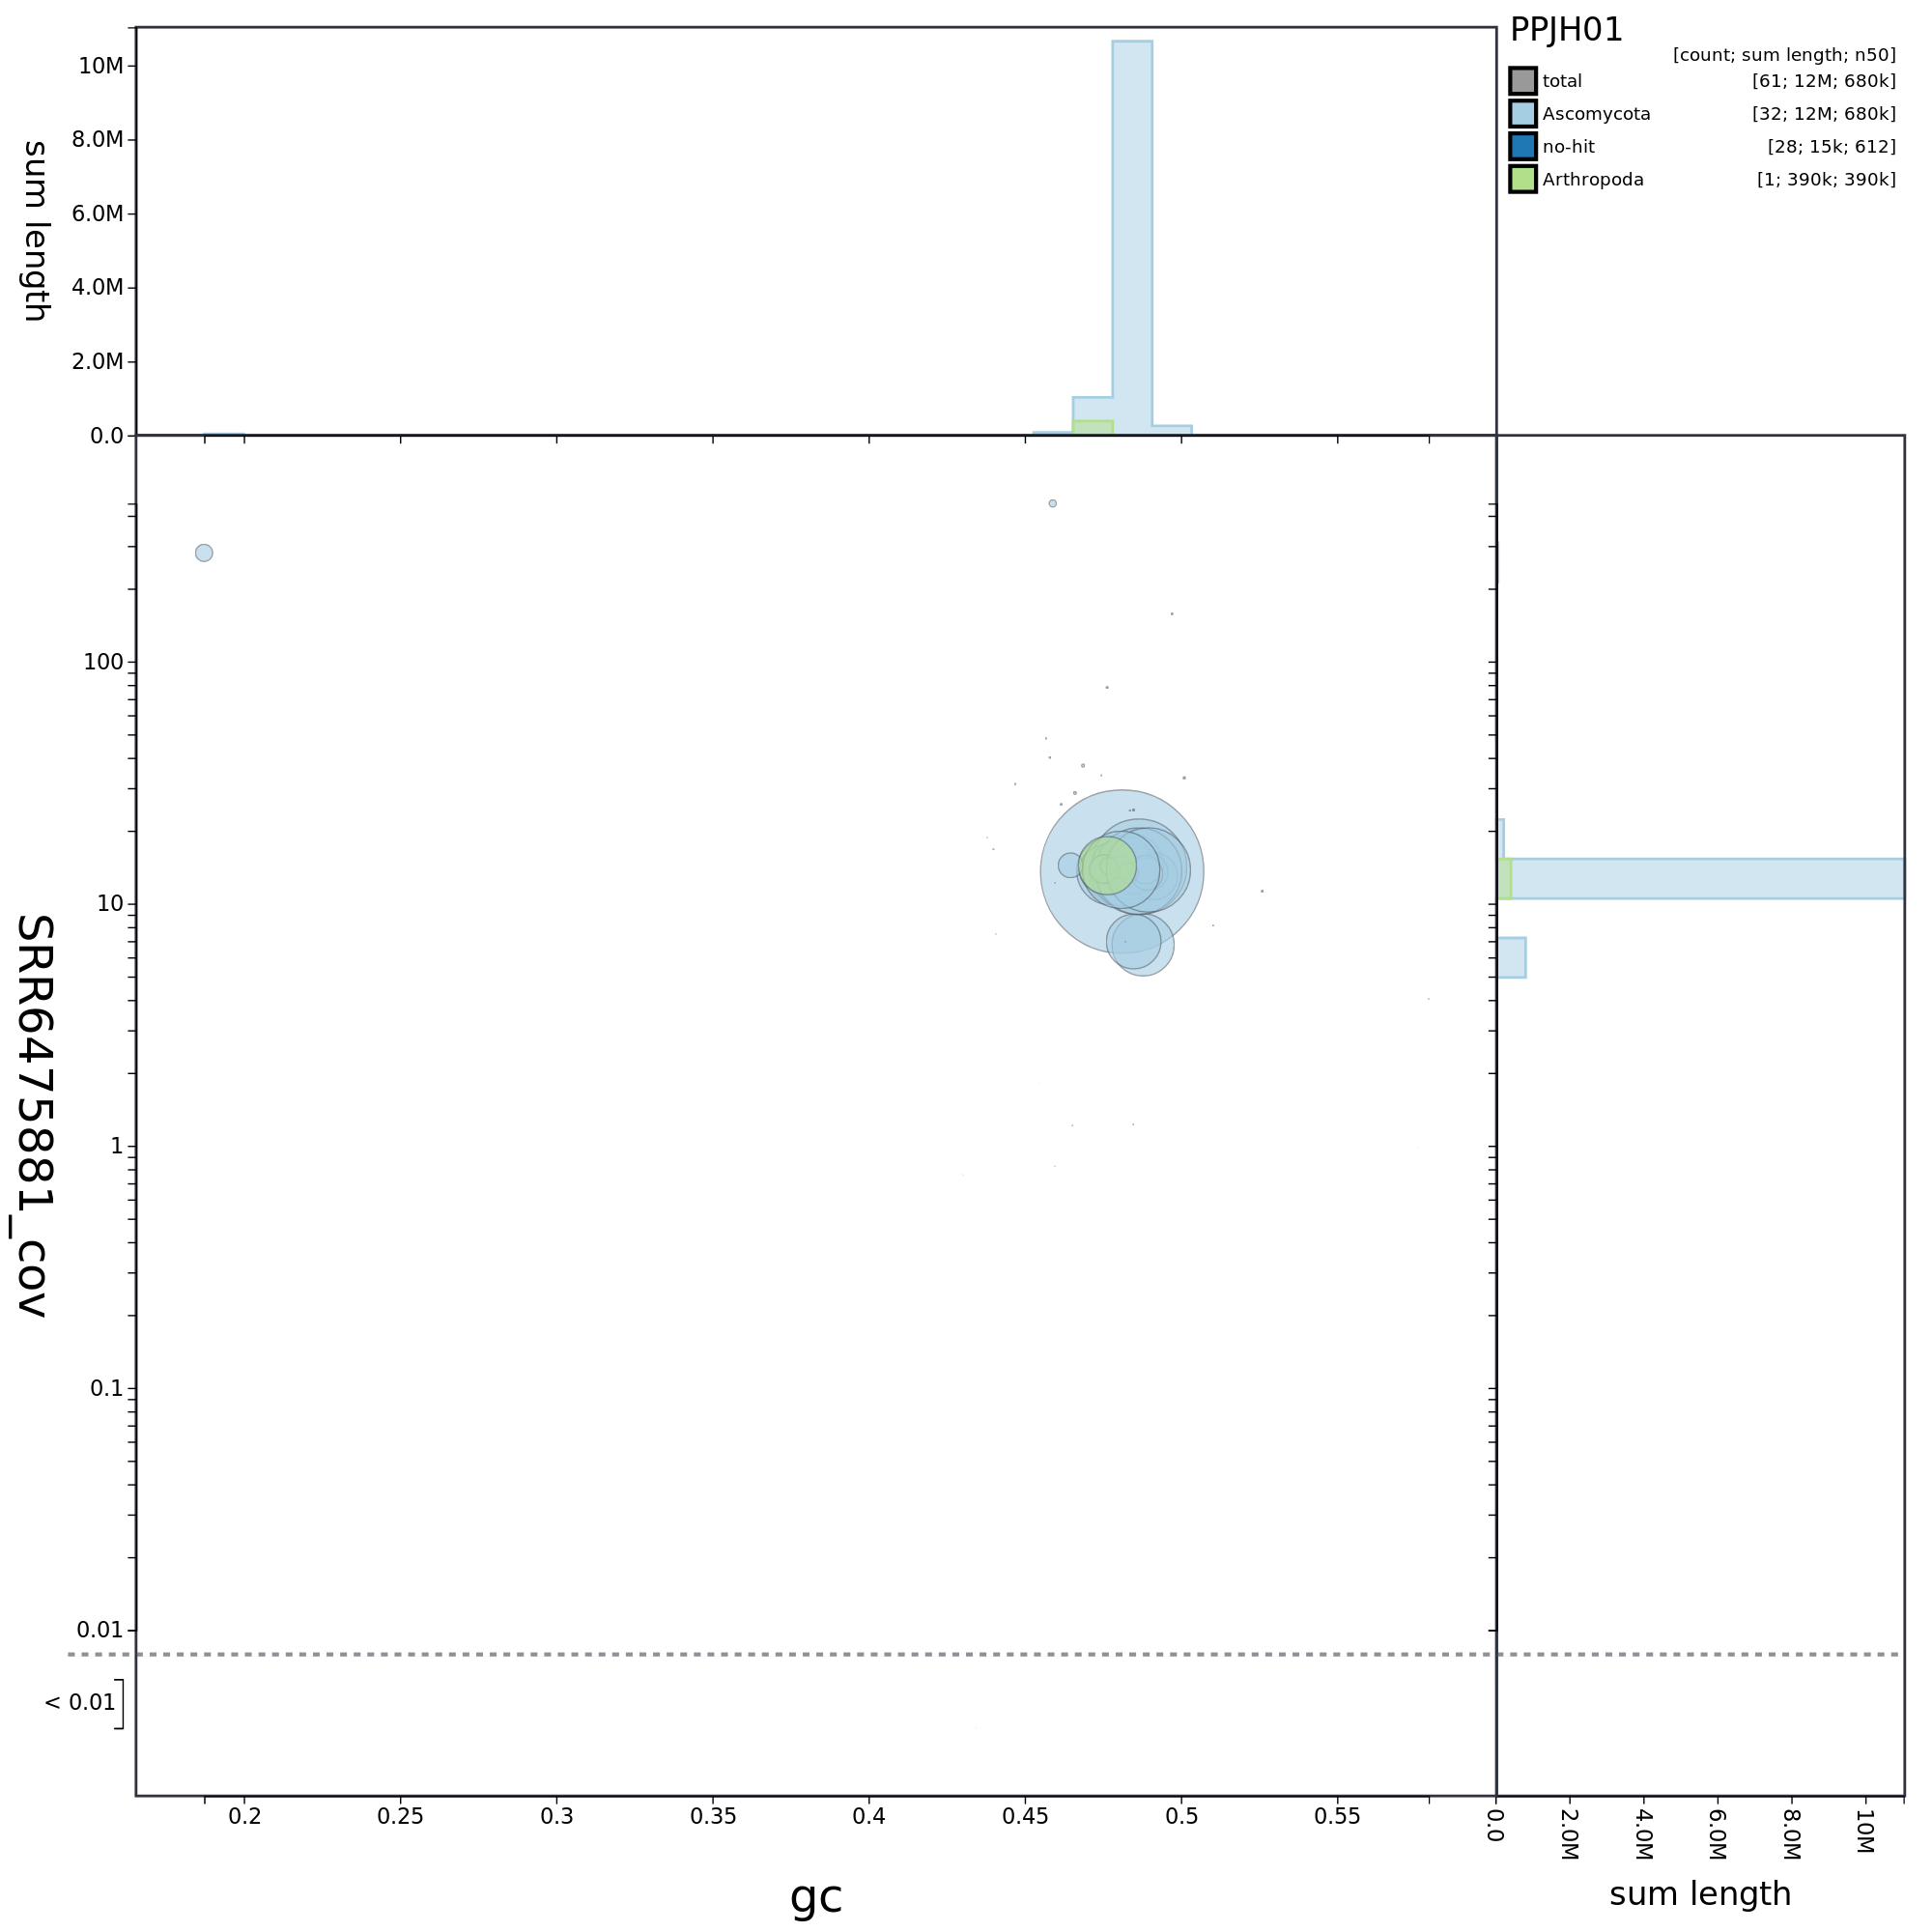 PPJH01
[count; sum length; n50]
total [61; 12M; 680k]
Ascomycota [32; 12M; 680k]
no-hit [28; 15k; 612]
Arthropoda [1; 390k; 390k]
sum length
10M
8.0M
6.0M
4.0M
2.0M
0.0
SRR6475881_cov
100
10
1
0.1
0.01
< 0.01
0.2 0.25 0.3 0.35 0.4 0.45 0.5 0.55
gc
0.0 2.0M 4.0M 6.0M 8.0M 10M
sum length